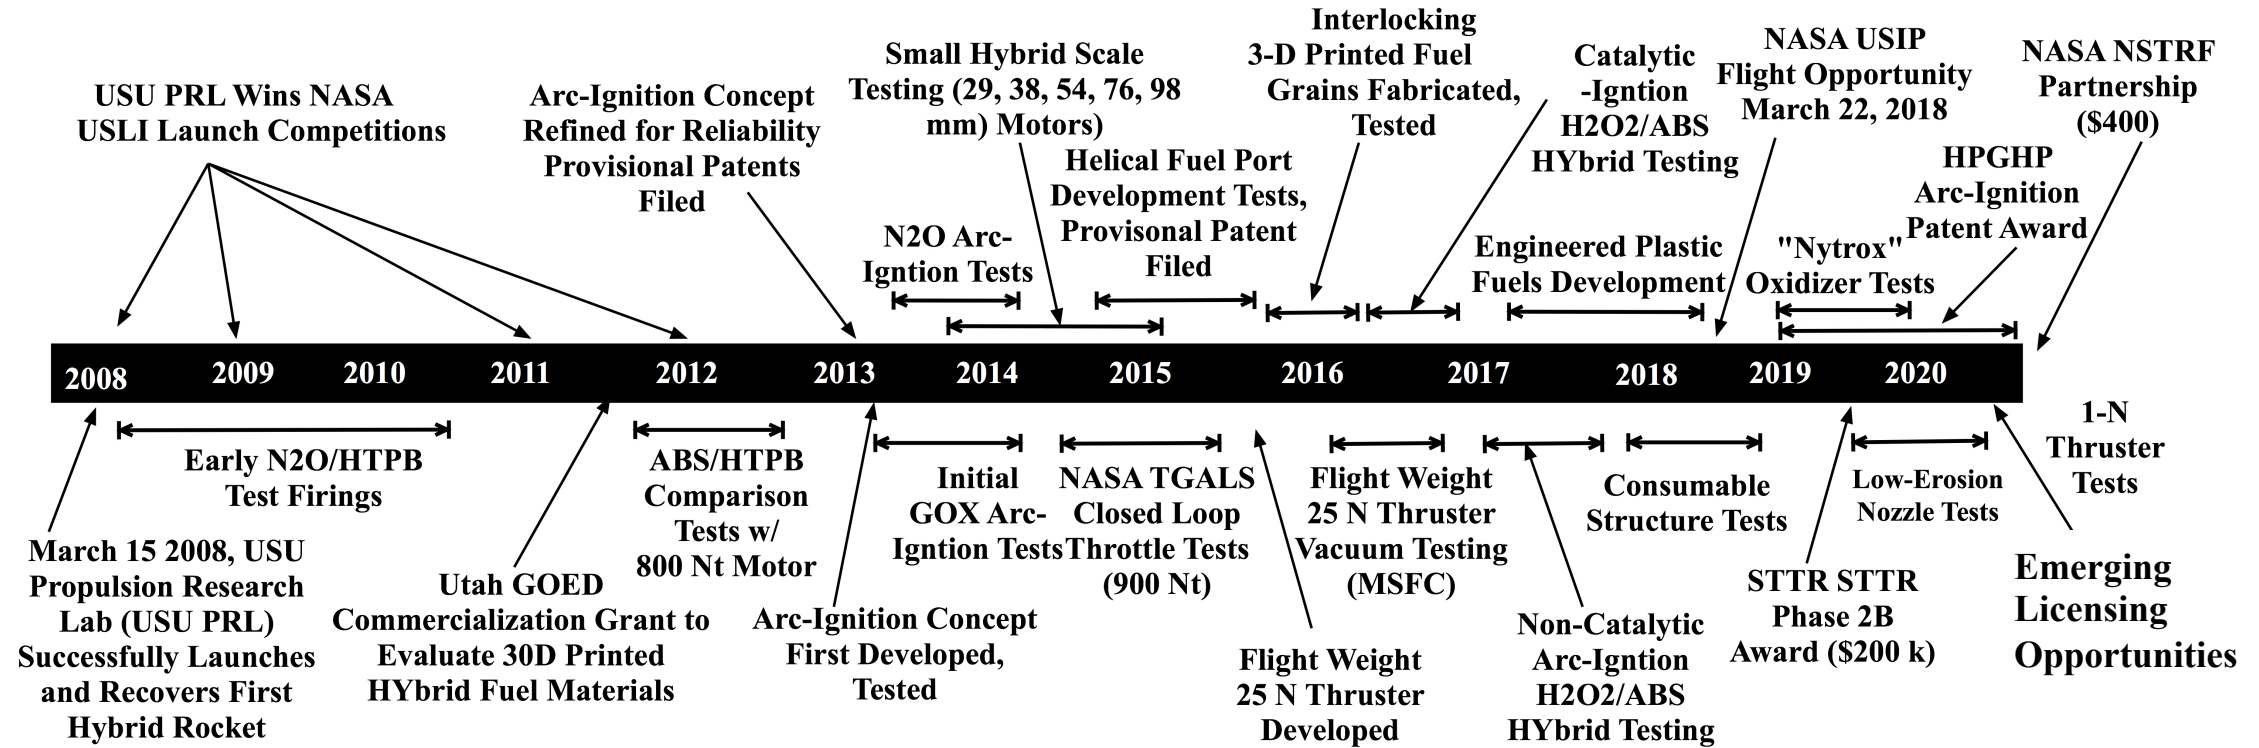 USU PRL Wins NASA
USLI Launch Competitions
Arc-Ignition Concept
Refined for Reliability
Provisional Patents
Filed
Small Hybrid Scale
Testing (29, 38, 54, 76, 98
mm) Motors)
N2O Arc-
Igntion Tests
Helical Fuel Port
Development Tests,
Provisonal Patent
Filed
Interlocking
3-D Printed Fuel
Grains Fabricated,
Tested
Catalytic
-Igntion
H2O2/ABS
HYbrid Testing
Engineered Plastic
Fuels Development
NASA USIP
Flight Opportunity
March 22, 2018
"Nytrox"
Oxidizer Tests
HPGHP
Arc-Ignition
Patent Award
NASA NSTRF
Partnership
($400)
2008 2009 2010 2011 2012 2013 2014 2015 2016 2017 2018 2019 2020
March 15 2008, USU
Propulsion Research
Lab (USU PRL)
Successfully Launches
and Recovers First
Hybrid Rocket
Early N2O/HTPB
Test Firings
Utah GOED
Commercialization Grant to
Evaluate 30D Printed
HYbrid Fuel Materials
ABS/HTPB
Comparison
Tests w/
800 Nt Motor
Arc-Ignition Concept
First Developed,
Tested
Initial
GOX Arc-
Igntion Tests
NASA TGALS
Closed Loop
Throttle Tests
(900 Nt)
Flight Weight
25 N Thruster
Developed
Flight Weight
25 N Thruster
Vacuum Testing
(MSFC)
Non-Catalytic
Arc-Igntion
H2O2/ABS
HYbrid Testing
Consumable
Structure Tests
STTR STTR
Phase 2B
Award ($200 k)
Low-Erosion
Nozzle Tests
1-N
Thruster
Tests
Emerging
Licensing
Opportunities